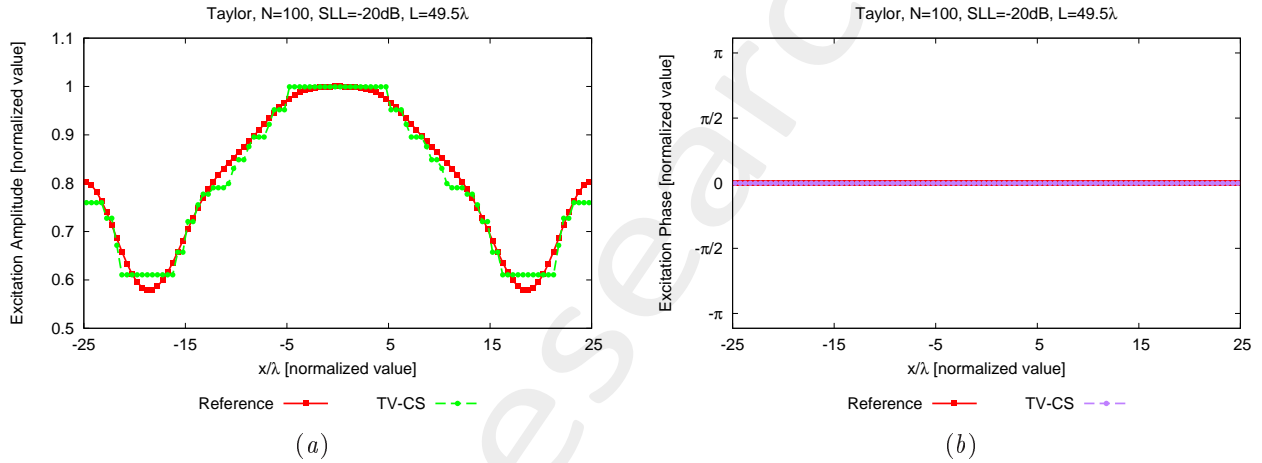 Taylor, N=100, SLL=-20dB, L=49.5λ
Excitation Amplitude [normalized value]
1.1
1
0.9
0.8
0.7
0.6
0.5
-25
-15
-5
5
15
25
x/λ [normalized value]
Reference
TV-CS
(a)
Taylor, N=100, SLL=-20dB, L=49.5λ
Excitation Phase [normalized value]
π
π/2
0
-π/2
-π
-25
-15
-5
5
15
25
x/λ [normalized value]
Reference
TV-CS
(b)
esearc